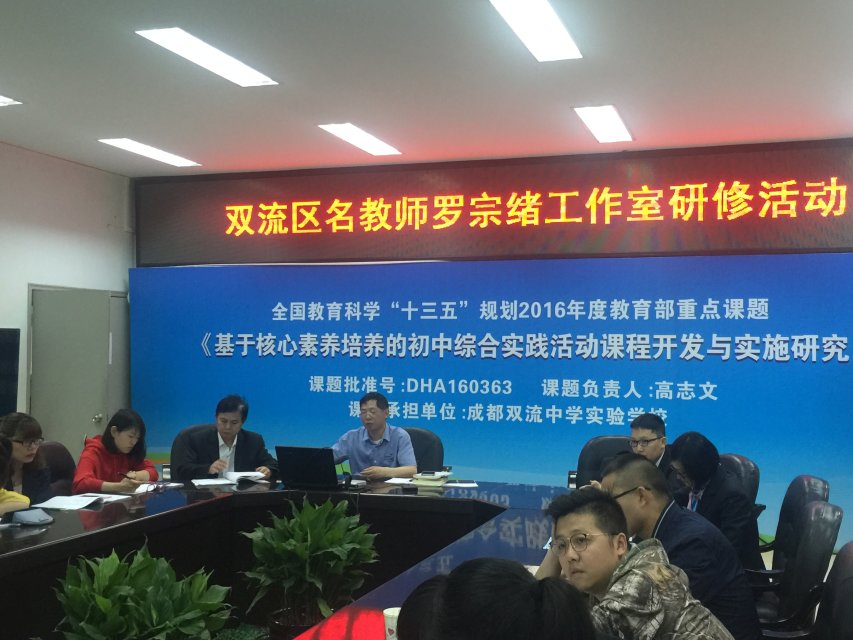 双流区名教师罗宗绪工作室研修活动
全国教育科学“十三五”规划2016年度教育部重点课题
《基于核心素养培养的初中综合实践活动课程开发与实施研究
课题批准号:DHA160363 课题负责人:高志文
课 承担单位:成都双流中学实验学校